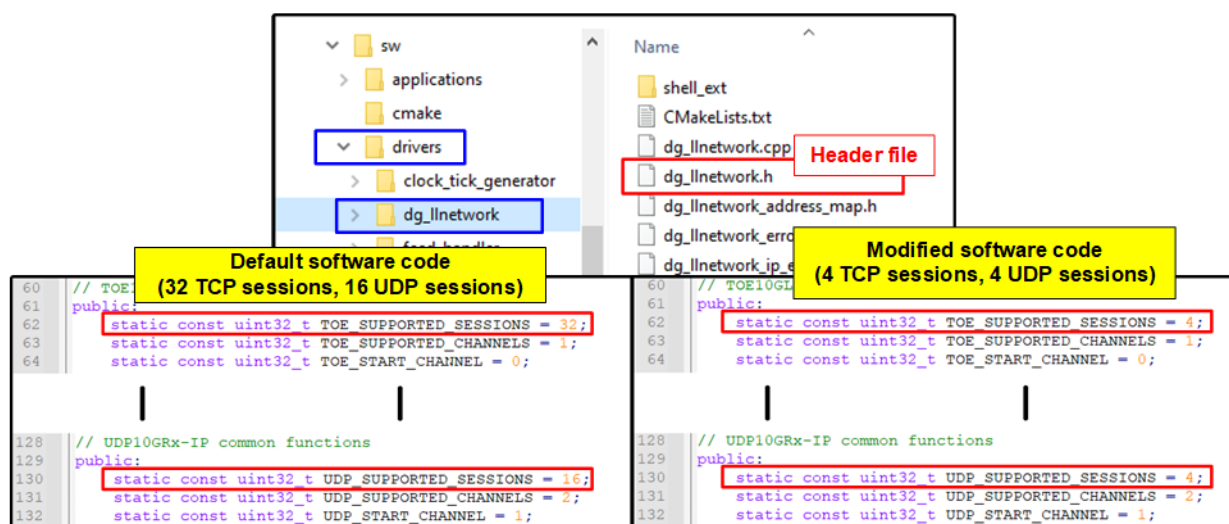 sw
applications
cmake
drivers
clock_tick_generator
dg_llnetwork
Name
shell_ext
CMakeLists.txt
dg_llnetwork.cpp
Header file
dg_llnetwork.h
dg_llnetwork_address_map.h
dg_llnetwork_erro
dg_llnetwork_ip_e
Default software code
(32 TCP sessions, 16 UDP sessions)
60 // TOE1
61 public:
62 static const uint32_t TOE_SUPPORTED_SESSIONS = 32;
63 static const uint32_t TOE_SUPPORTED_CHANNELS = 1;
64 static const uint32_t TOE_START_CHANNEL = 0;
128 // UDP10GRx-IP common functions
129 public:
130 static const uint32_t UDP_SUPPORTED_SESSIONS = 16;
131 static const uint32_t UDP_SUPPORTED_CHANNELS = 2;
132 static const uint32_t UDP_START_CHANNEL = 1;
Modified software code
(4 TCP sessions, 4 UDP sessions)
60 // TOE10GL
61 public:
62 static const uint32_t TOE_SUPPORTED_SESSIONS = 4;
63 static const uint32_t TOE_SUPPORTED_CHANNELS = 1;
64 static const uint32_t TOE_START_CHANNEL = 0;
128 // UDP10GRx-IP common functions
129 public:
130 static const uint32_t UDP_SUPPORTED_SESSIONS = 4;
131 static const uint32_t UDP_SUPPORTED_CHANNELS = 2;
132 static const uint32_t UDP_START_CHANNEL = 1;